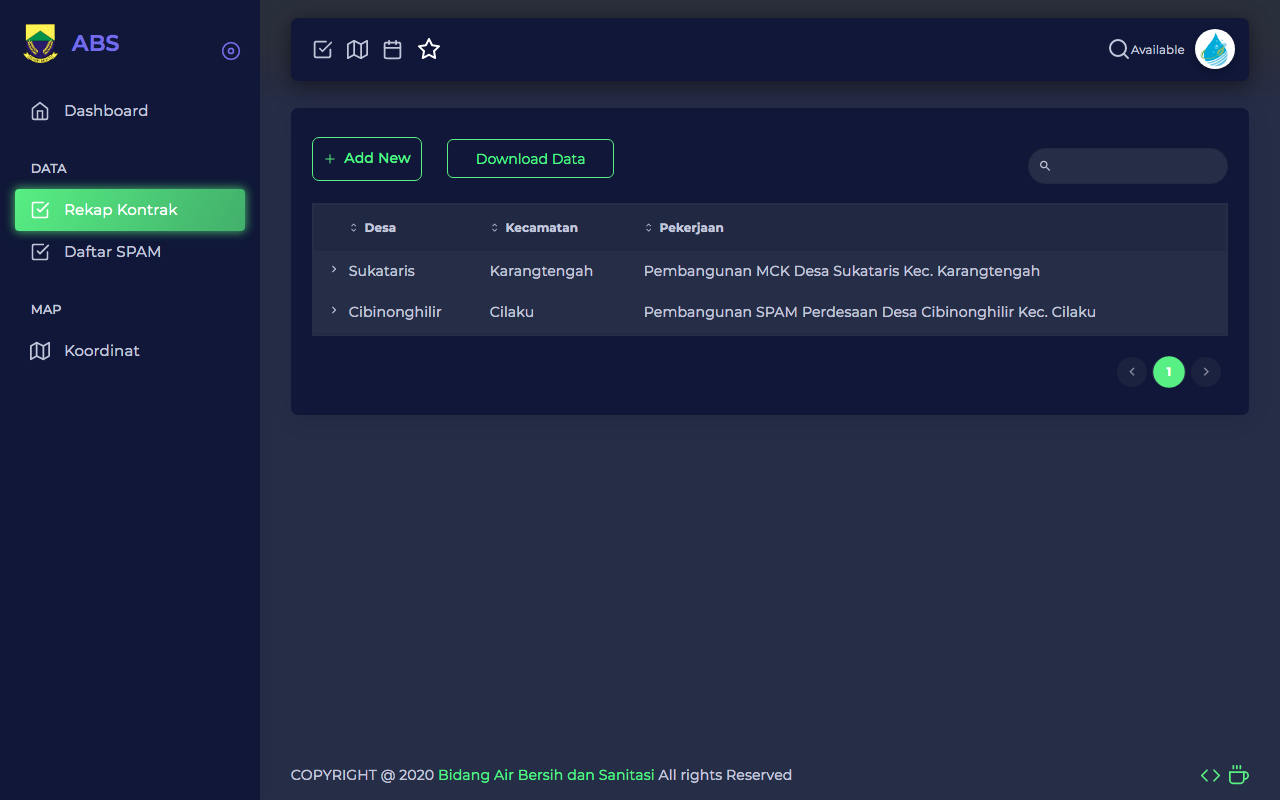 ABS
Dashboard
DATA
Rekap Kontrak
Daftar SPAM
MAP
Koordinat
Available
+ Add New
Download Data
Desa Kecamatan Pekerjaan
Sukataris Karangtengah Pembangunan MCK Desa Sukataris Kec. Karangtengah
Cibinonghilir Cilaku Pembangunan SPAM Perdesaan Desa Cibinonghilir Kec. Cilaku
1
COPYRIGHT @ 2020 Bidang Air Bersih dan Sanitasi All rights Reserved